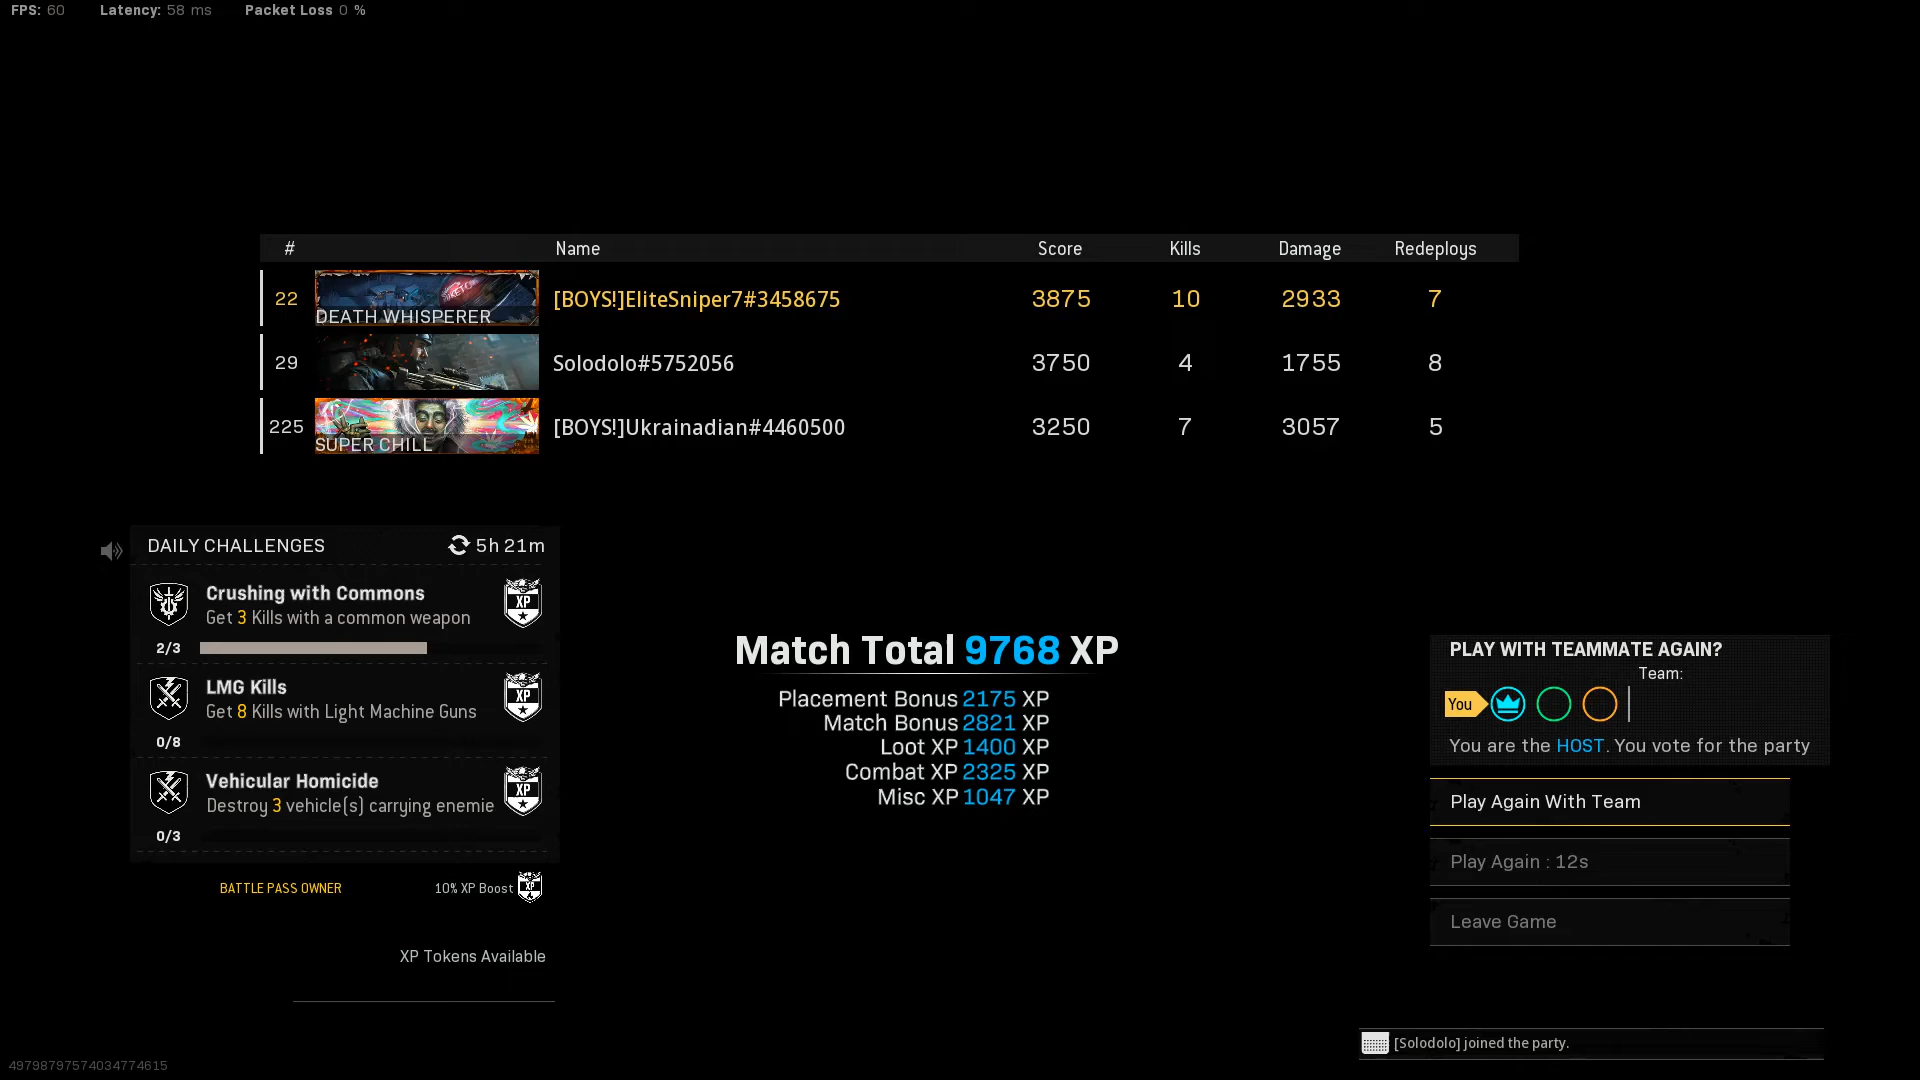 FPS: 60 Latency: 58 ms Packet Loss 0 %
# Name Score Kills Damage Redeploys
22 DEATH WHISPERER [BOYS!]EliteSniper7#3458675 3875 10 2933 7
29 Solodolo#5752056 3750 4 1755 8
225 SUPER CHILL [BOYS!]Ukrainadian#4460500 3250 7 3057 5
DAILY CHALLENGES 5h 21m
Crushing with Commons
Get 3 Kills with a common weapon
XP
2/3
LMG Kills
Get 8 Kills with Light Machine Guns
XP
0/8
Vehicular Homicide
Destroy 3 vehicle(s) carrying enemie
XP
0/3
BATTLE PASS OWNER 10% XP Boost XP
XP Tokens Available
Match Total 9768 XP
Placement Bonus 2175 XP
Match Bonus 2821 XP
Loot XP 1400 XP
Combat XP 2325 XP
Misc XP 1047 XP
PLAY WITH TEAMMATE AGAIN?
Team:
You
You are the HOST. You vote for the party
Play Again With Team
Play Again : 12s
Leave Game
[Solodolo] joined the party.
49798797574034774615